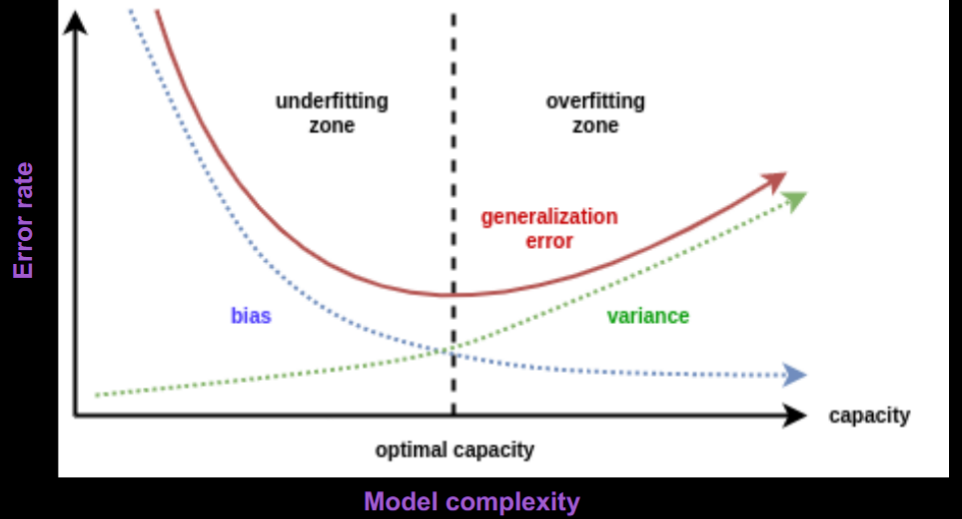 underfitting
zone
overfitting
zone
Error rate
generalization
error
bias
variance
capacity
optimal capacity
Model complexity